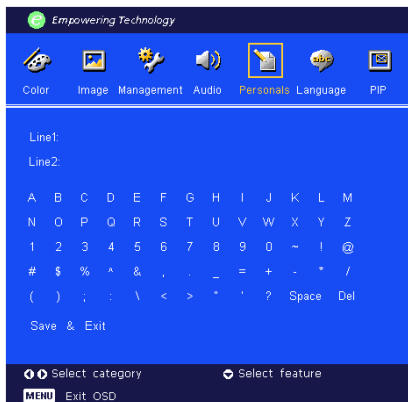 Empowering Technology
Color Image Management Audio Personals Language PIP
Line1:
Line2:
A B C D E F G H I J K L M
N O P Q R S T U V W X Y Z
1 2 3 4 5 6 7 8 9 0 ~ ! @
# $ % ^ & , . _ = + - * /
( ) ; : \ < > " ' ? Space Del
Save & Exit
Select category Select feature
MENU Exit OSD